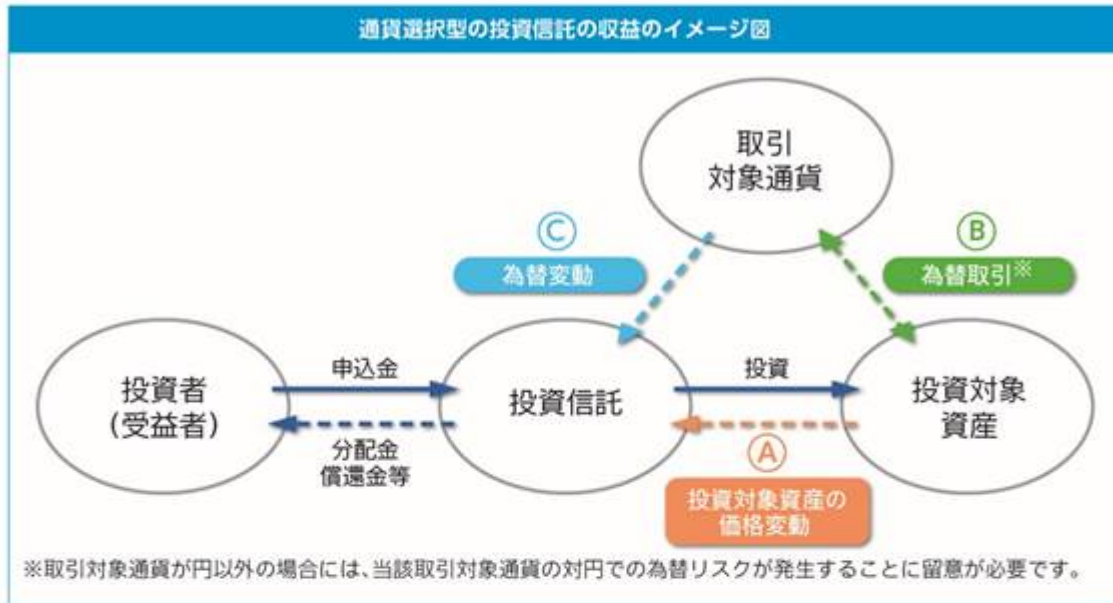 通貨選択型の投資信託の収益のイメージ図
取引
対象通貨
Ⓒ
為替変動
Ⓑ
為替取引※
投資者
(受益者)
申込金
分配金
償還金等
投資信託
投資
Ⓐ
投資対象資産の
価格変動
投資対象
資産
※取引対象通貨が円以外の場合には、当該取引対象通貨の対円での為替リスクが発生することに留意が必要です。